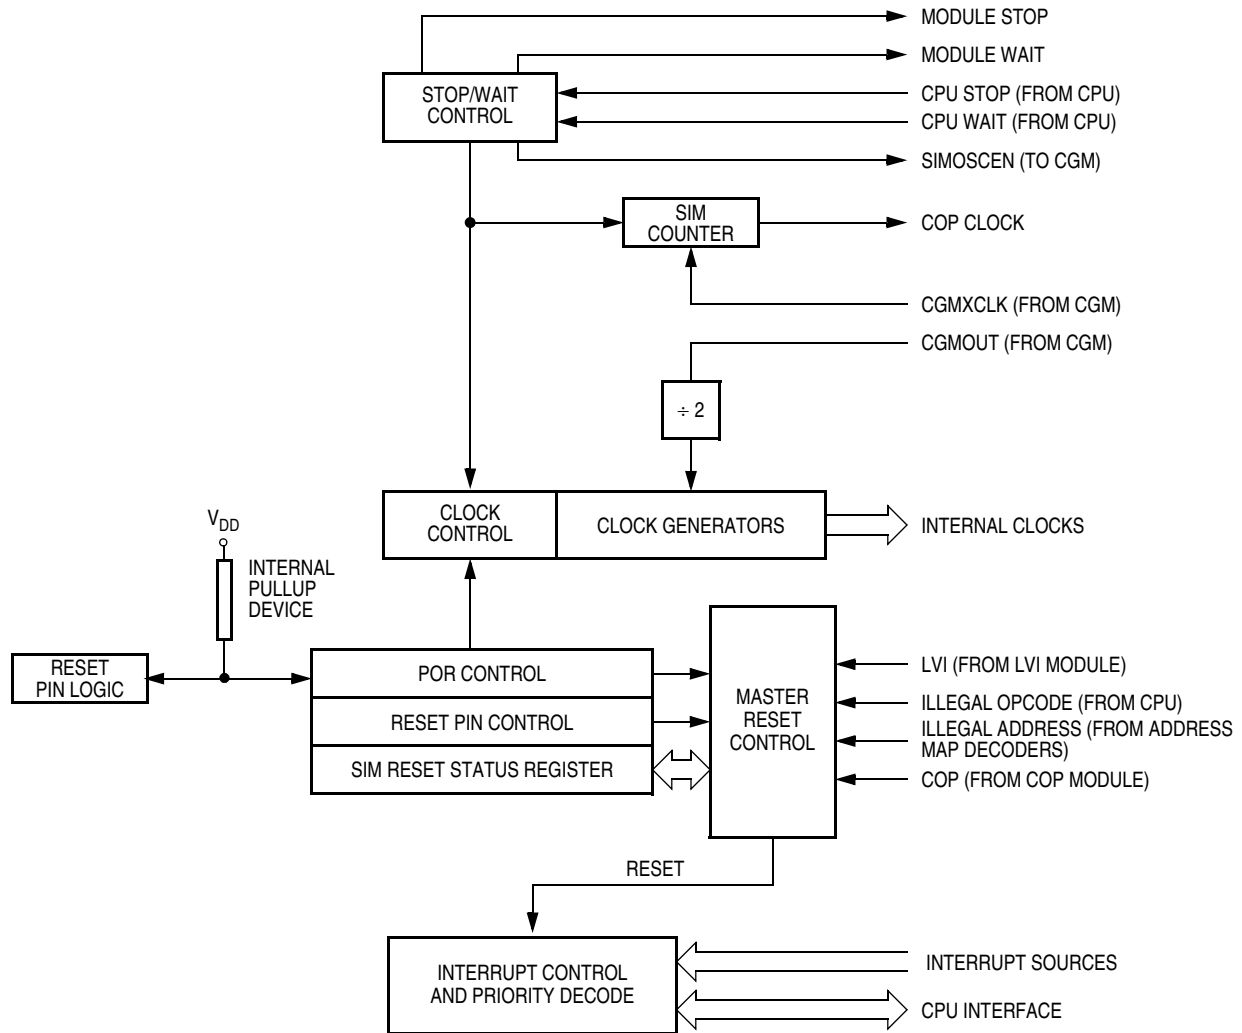 MODULE STOP
MODULE WAIT
STOP/WAIT
CONTROL
CPU STOP (FROM CPU)
CPU WAIT (FROM CPU)
SIMOSCEN (TO CGM)
SIM
COUNTER
COP CLOCK
CGMXCLK (FROM CGM)
CGMOUT (FROM CGM)
÷ 2
CLOCK
CONTROL
CLOCK GENERATORS
INTERNAL CLOCKS
VDD
INTERNAL
PULLUP
DEVICE
RESET
PIN LOGIC
POR CONTROL
RESET PIN CONTROL
SIM RESET STATUS REGISTER
MASTER
RESET
CONTROL
LVI (FROM LVI MODULE)
ILLEGAL OPCODE (FROM CPU)
ILLEGAL ADDRESS (FROM ADDRESS
MAP DECODERS)
COP (FROM COP MODULE)
RESET
INTERRUPT CONTROL
AND PRIORITY DECODE
INTERRUPT SOURCES
CPU INTERFACE